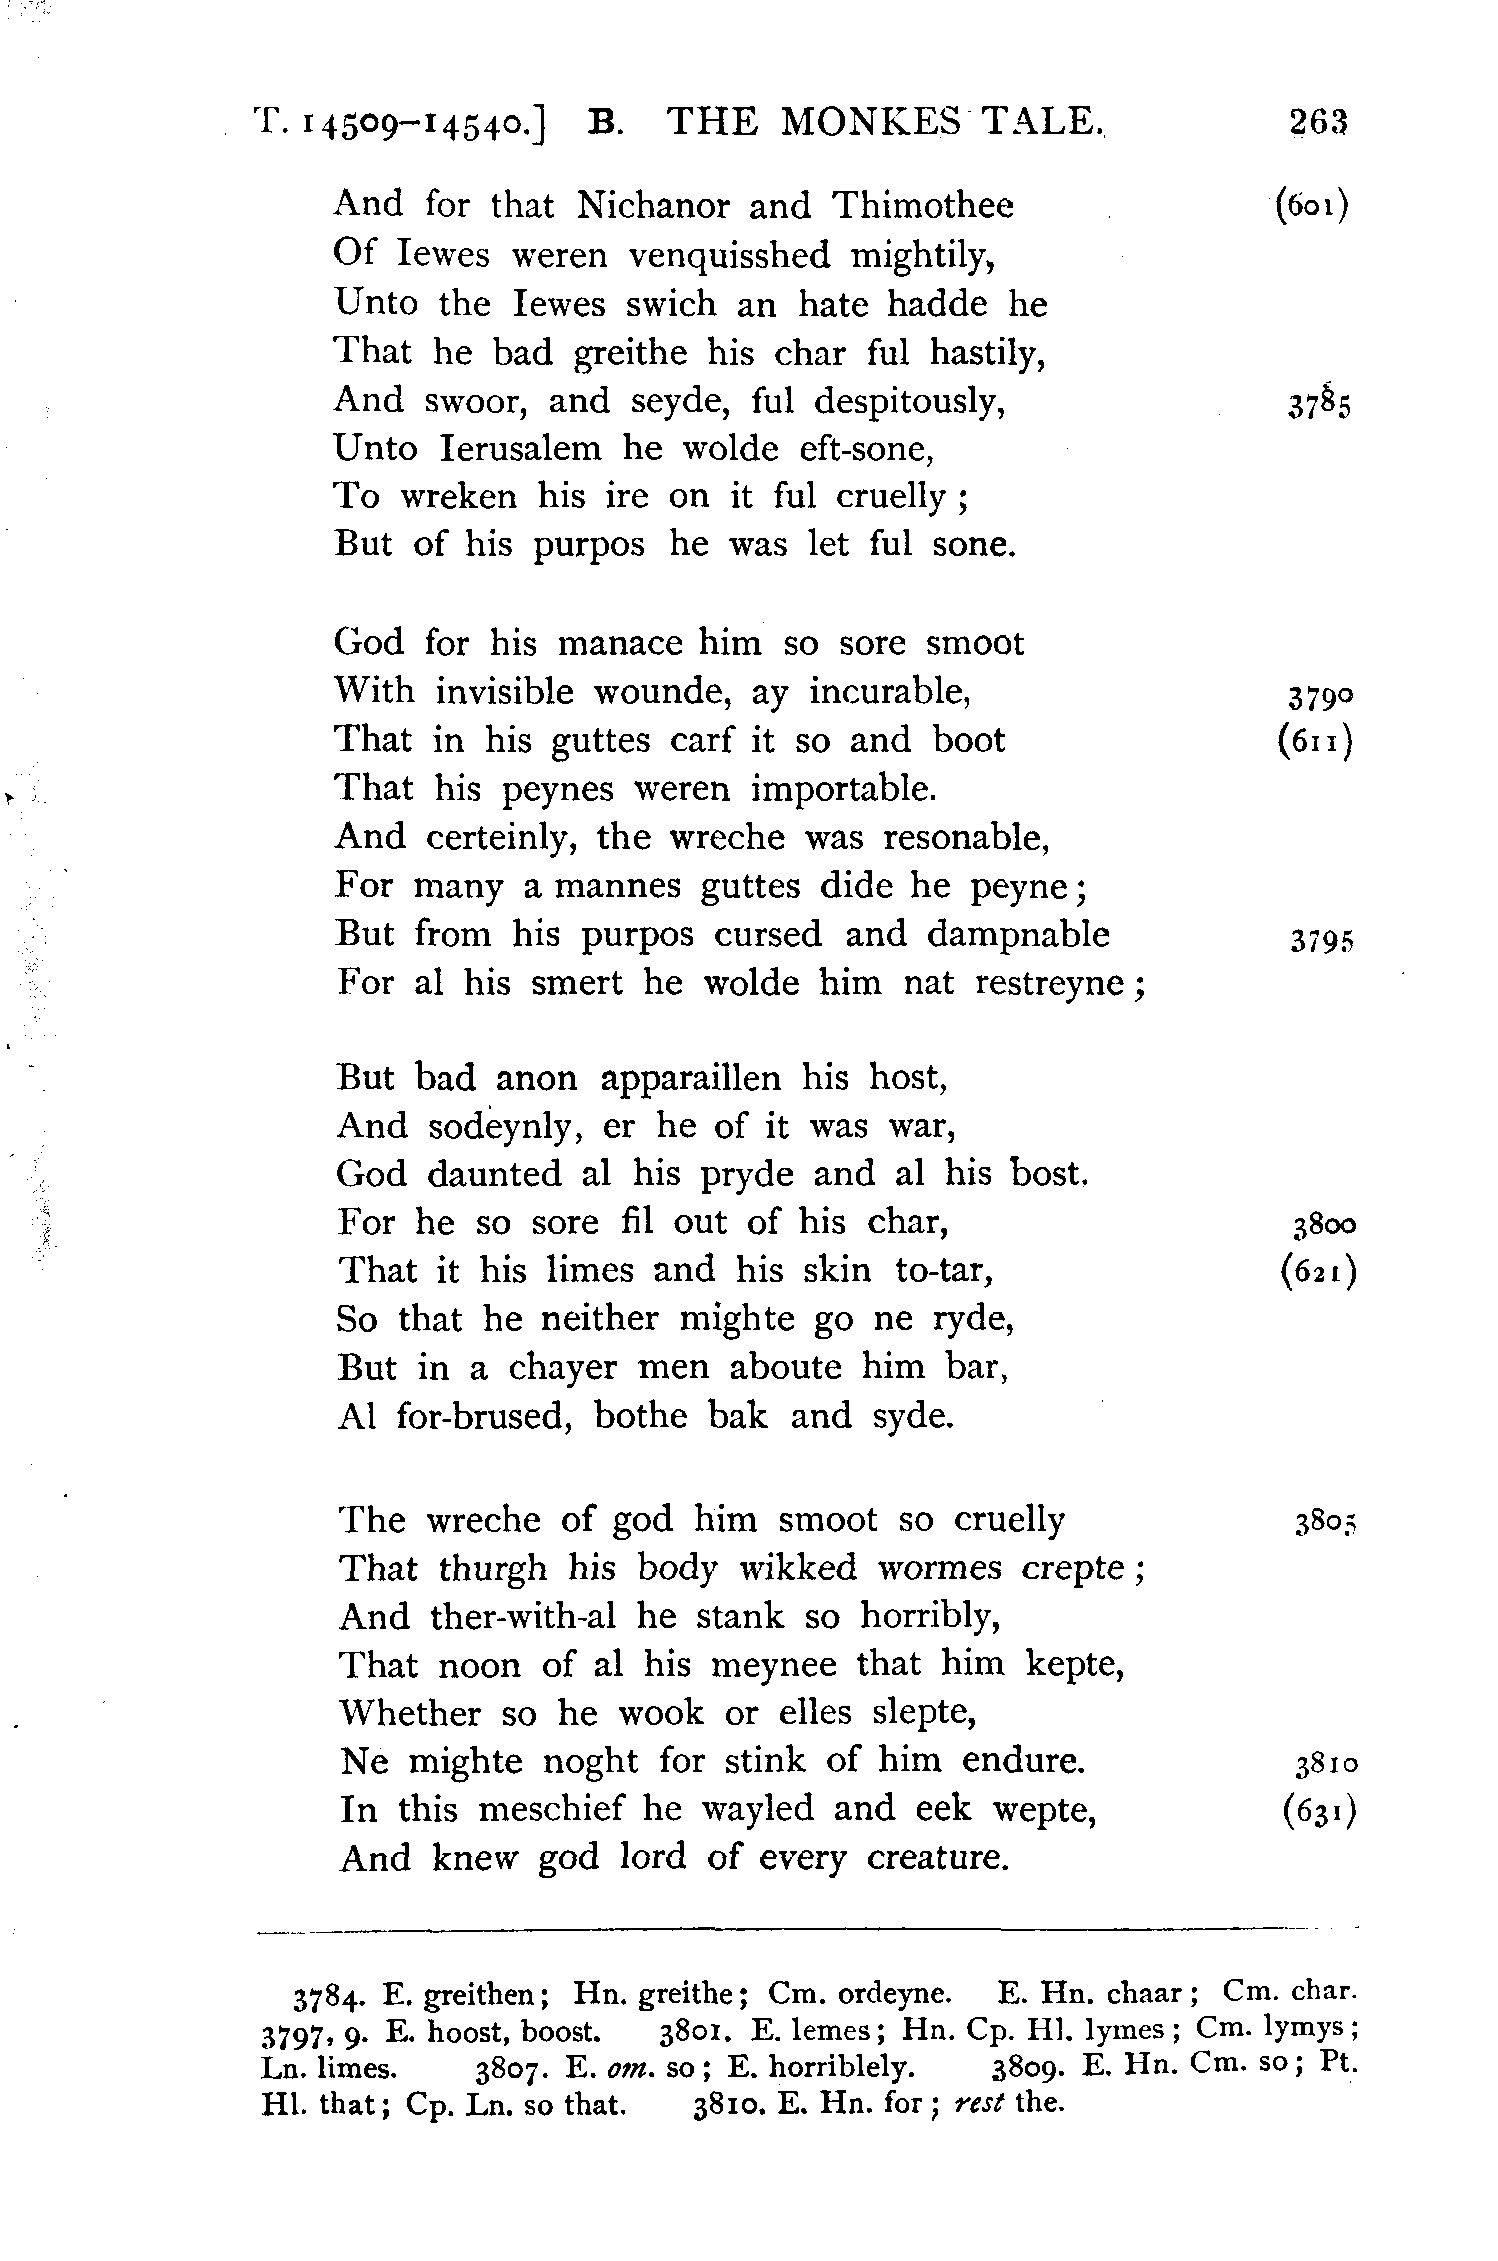 T. 14509–14540.] B. THE MONKES TALE. 263
And for that Nichanor and Thimothee (601)
Of Iewes weren venquisshed mightily,
Unto the Iewes swich an hate hadde he
That he bad greithe his char ful hastily,
And swoor, and seyde, ful despitously, 3785
Unto Ierusalem he wolde eft-sone,
To wreken his ire on it ful cruelly ;
But of his purpos he was let ful sone.
God for his manace him so sore smoot
With invisible wounde, ay incurable, 3790
That in his guttes carf it so and boot (611)
That his peynes weren importable.
And certeinly, the wreche was resonable,
For many a mannes guttes dide he peyne ;
But from his purpos cursed and dampnable 3795
For al his smert he wolde him nat restreyne ;
But bad anon apparaillen his host,
And sodeynly, er he of it was war,
God daunted al his pryde and al his bost.
For he so sore fil out of his char, 3800
That it his limes and his skin to-tar, (621)
So that he neither mighte go ne ryde,
But in a chayer men aboute him bar,
Al for-brused, bothe bak and syde.
The wreche of god him smoot so cruelly 3805
That thurgh his body wikked wormes crepte ;
And ther-with-al he stank so horribly,
That noon of al his meynee that him kepte,
Whether so he wook or elles slepte,
Ne mighte noght for stink of him endure. 3810
In this meschief he wayled and eek wepte, (631)
And knew god lord of every creature.
3784. E. greithen; Hn. greithe; Cm. ordeyne. E. Hn. chaar; Cm. char.
3797, 9. E. hoost, boost. 3801. E. lemes; Hn. Cp. Hl. lymes; Cm. lymys;
Ln. limes. 3807. E. om. so; E. horriblely. 3809. E. Hn. Cm. so; Pt.
Hl. that; Cp. Ln. so that. 3810. E. Hn. for; rest the.